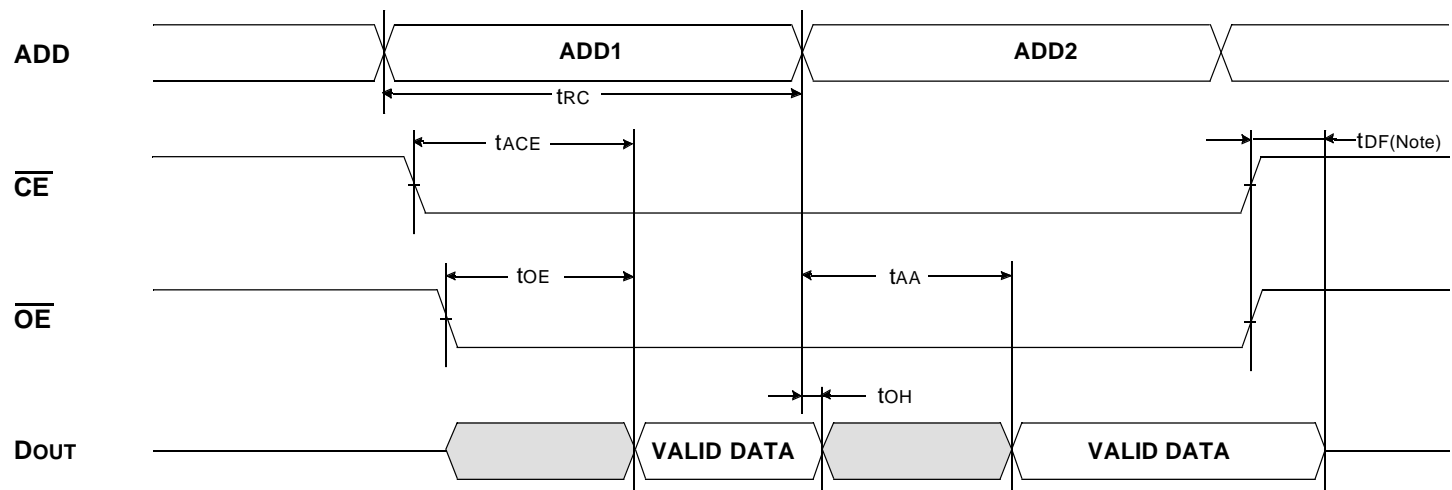 ADD
ADD1
ADD2
tRC
tACE
tDF(Note)
CE
tOE
tAA
OE
tOH
DOUT
VALID DATA
VALID DATA